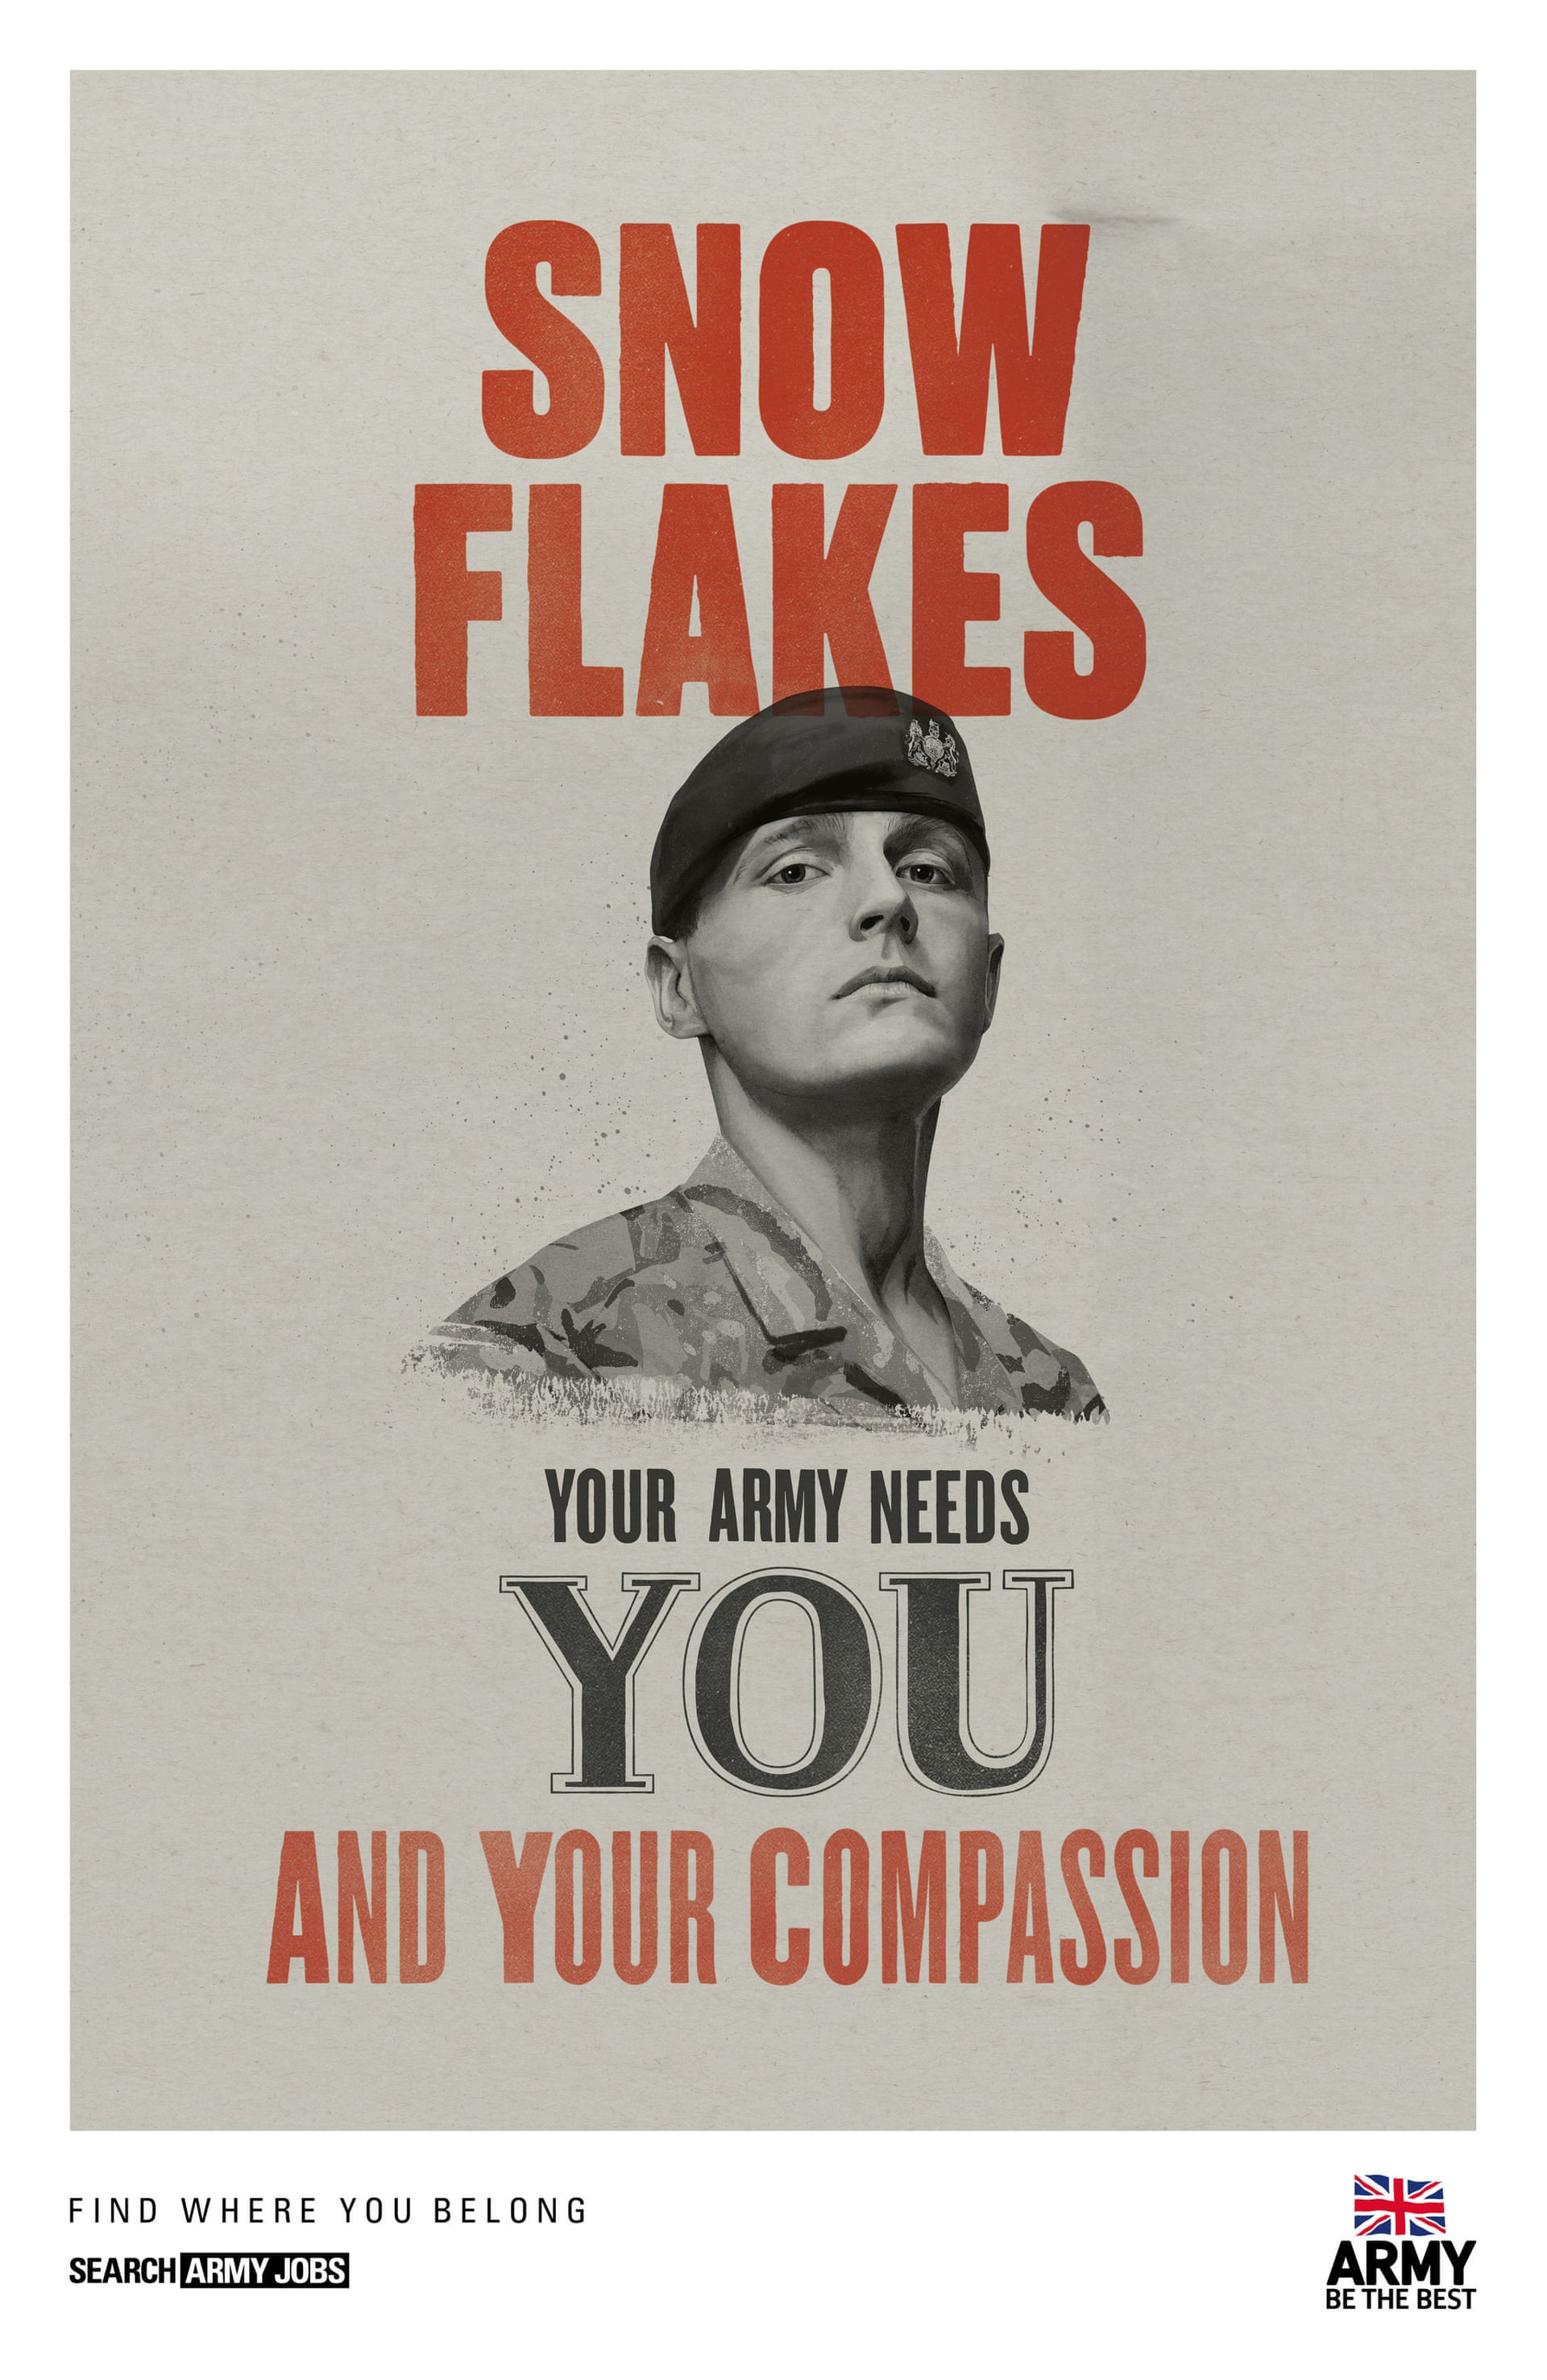 SNOW
FLAKES
YOUR ARMY NEEDS
YOU
AND YOUR COMPASSION
FIND WHERE YOU BELONG
SEARCH ARMY JOBS
ARMY
BE THE BEST